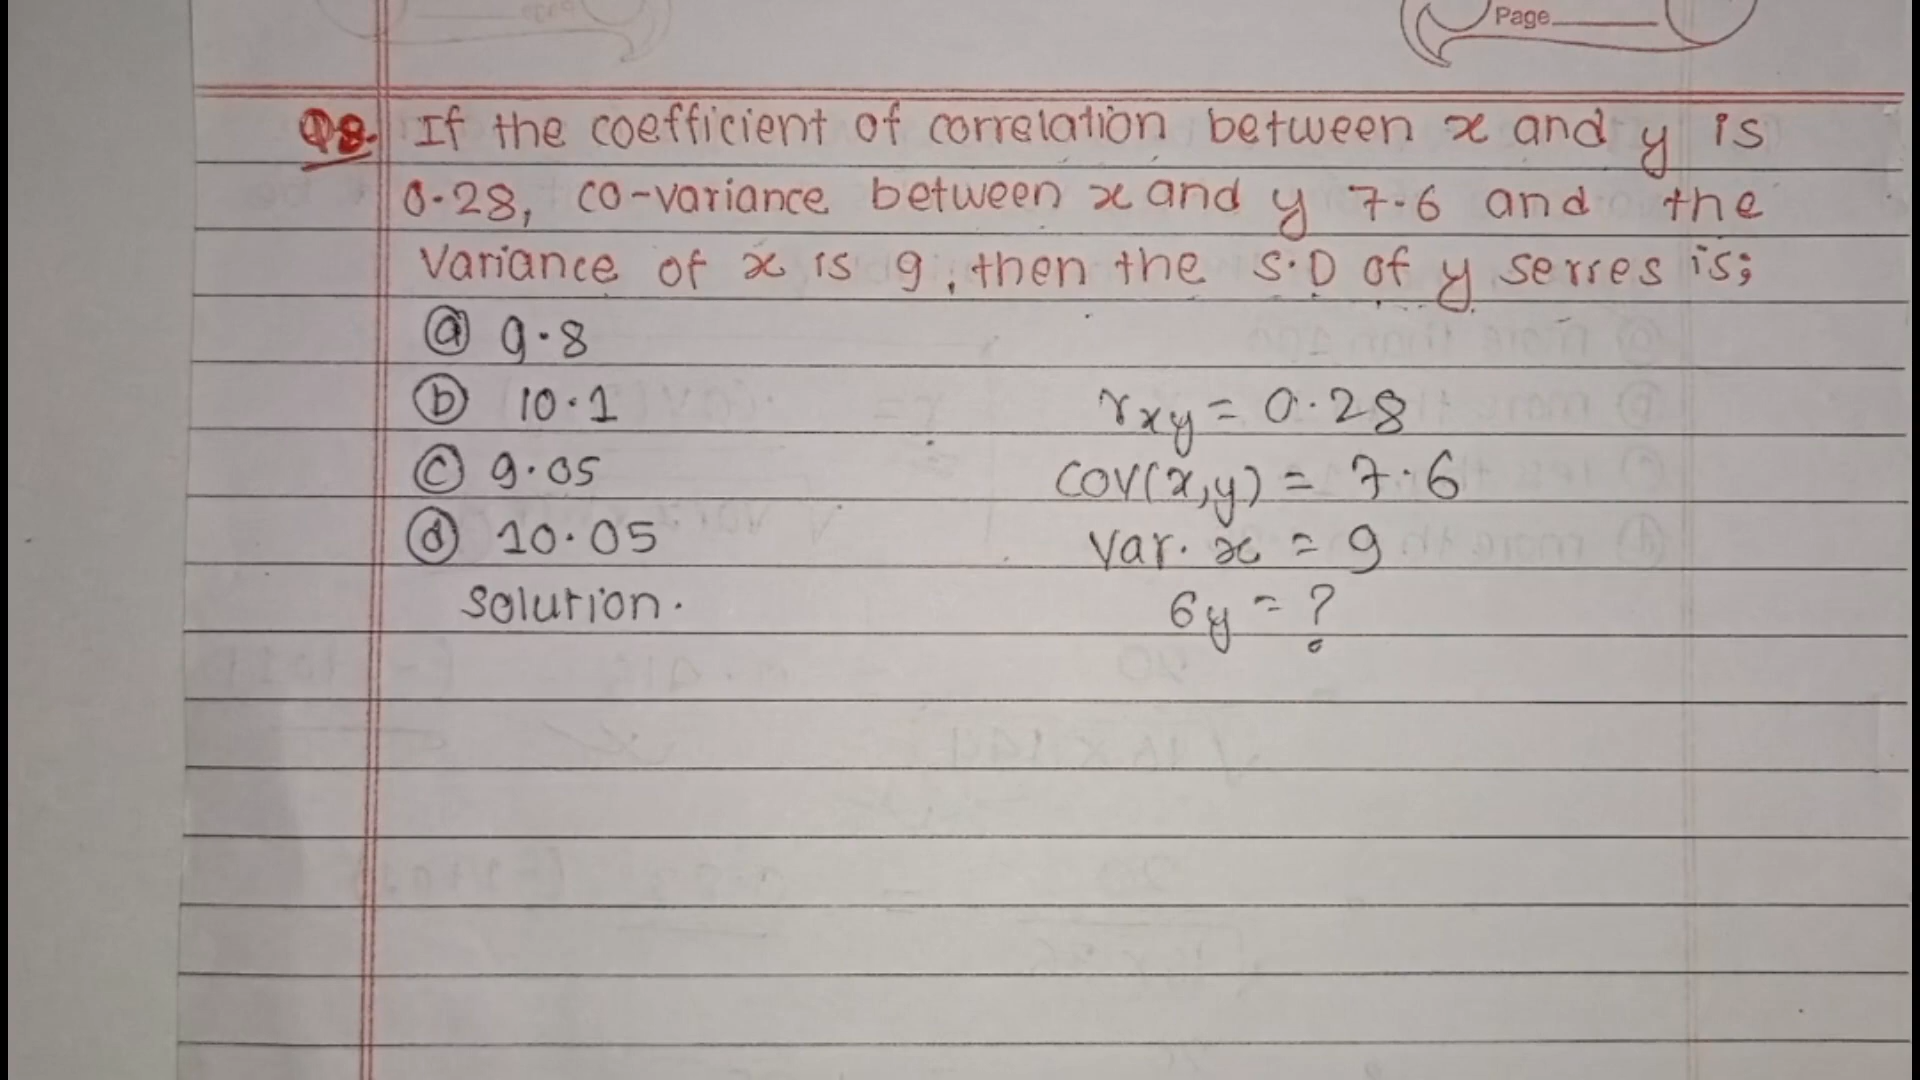 Page
Q8. If the coefficient of correlation between x and y is
0.28, co-variance between x and y 7.6 and the
Variance of x is 9, then the S.D of y serres is;
ⓐ 9.8
ⓑ 10.1
ⓒ 9.05
ⓓ 10.05
rxy = 0.28
COV(x,y) = 7.6
Var. x = 9
Solution.
6y = ?